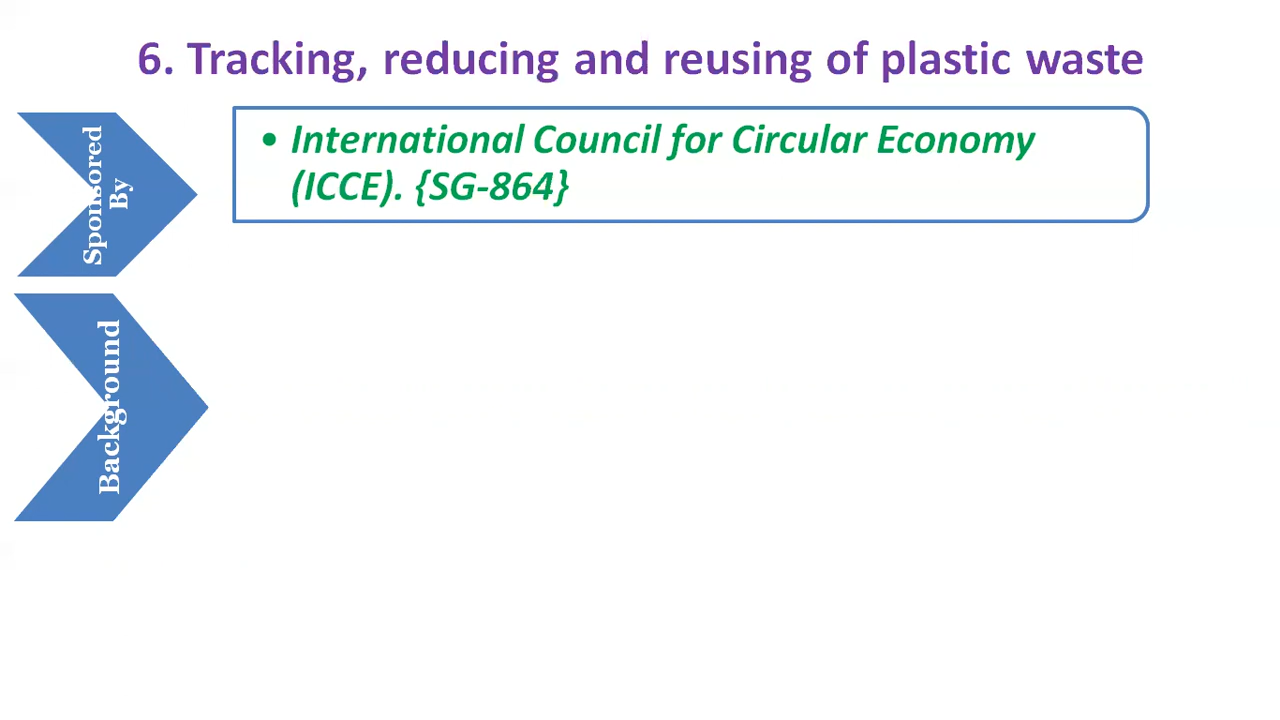 6. Tracking, reducing and reusing of plastic waste
Sponsored
By
• International Council for Circular Economy
(ICCE). {SG-864}
Background